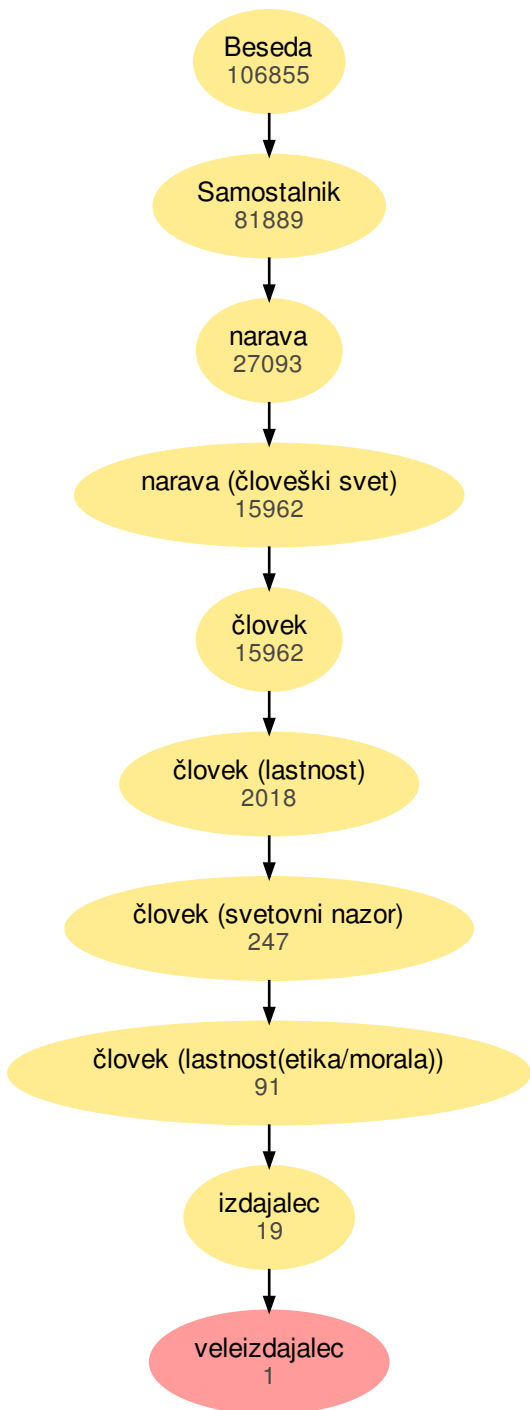 Beseda
106855
Samostalnik
81889
narava
27093
narava (človeški svet)
15962
človek
15962
človek (lastnost)
2018
človek (svetovni nazor)
247
človek (lastnost(etika/morala))
91
izdajalec
19
veleizdajalec
1